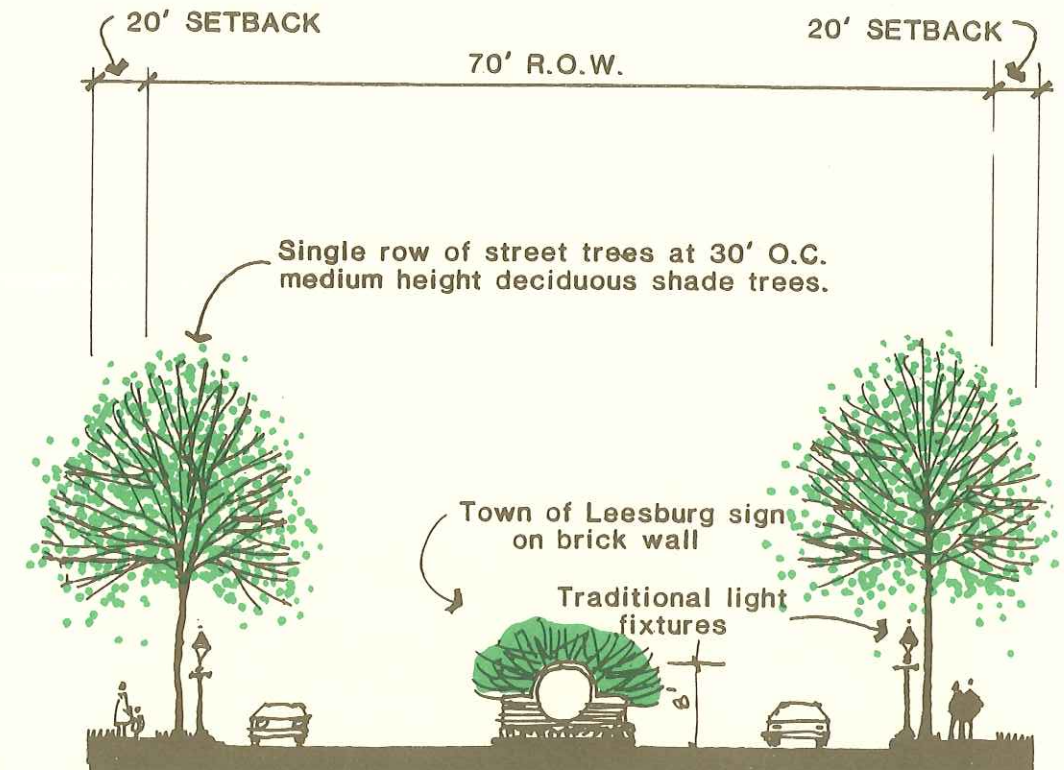 20' SETBACK
20' SETBACK
70' R.O.W.
Single row of street trees at 30' O.C.
medium height deciduous shade trees.
Town of Leesburg sign
on brick wall
Traditional light
fixtures
8'